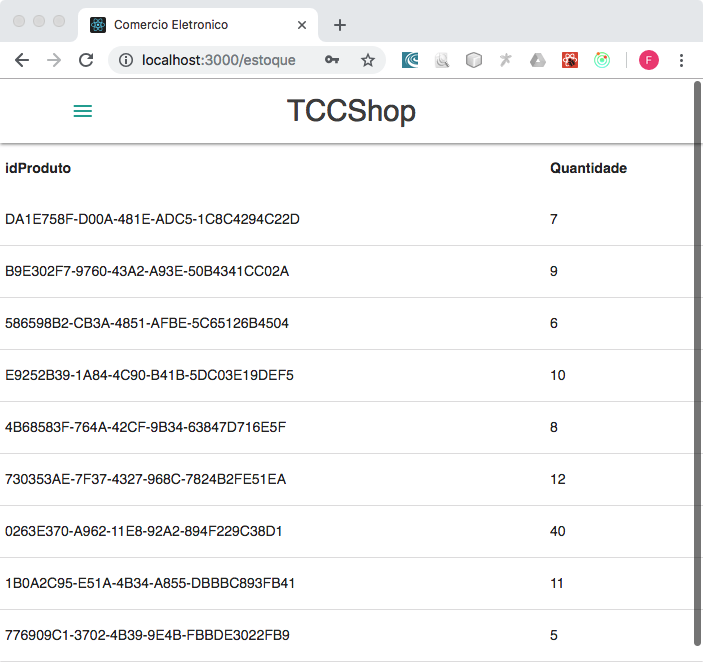 Comercio Eletronico
localhost:3000/estoque
F
TCCShop
idProduto Quantidade
DA1E758F-D00A-481E-ADC5-1C8C4294C22D 7
B9E302F7-9760-43A2-A93E-50B4341CC02A 9
586598B2-CB3A-4851-AFBE-5C65126B4504 6
E9252B39-1A84-4C90-B41B-5DC03E19DEF5 10
4B68583F-764A-42CF-9B34-63847D716E5F 8
730353AE-7F37-4327-968C-7824B2FE51EA 12
0263E370-A962-11E8-92A2-894F229C38D1 40
1B0A2C95-E51A-4B34-A855-DBBBC893FB41 11
776909C1-3702-4B39-9E4B-FBBDE3022FB9 5